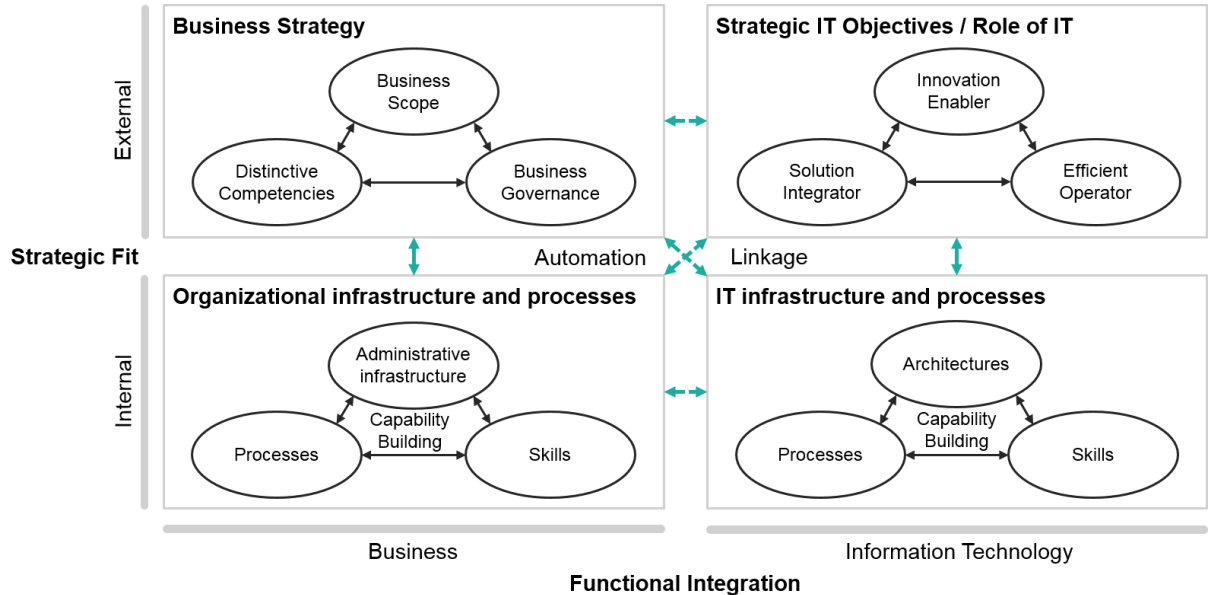 Business Strategy
Business
Scope
Distinctive
Competencies
Business
Governance
Strategic IT Objectives / Role of IT
Innovation
Enabler
Solution
Integrator
Efficient
Operator
External
Strategic Fit
Automation
Linkage
Organizational infrastructure and processes
Administrative
infrastructure
Capability
Building
Processes
Skills
IT infrastructure and processes
Architectures
Capability
Building
Processes
Skills
Internal
Business
Information Technology
Functional Integration